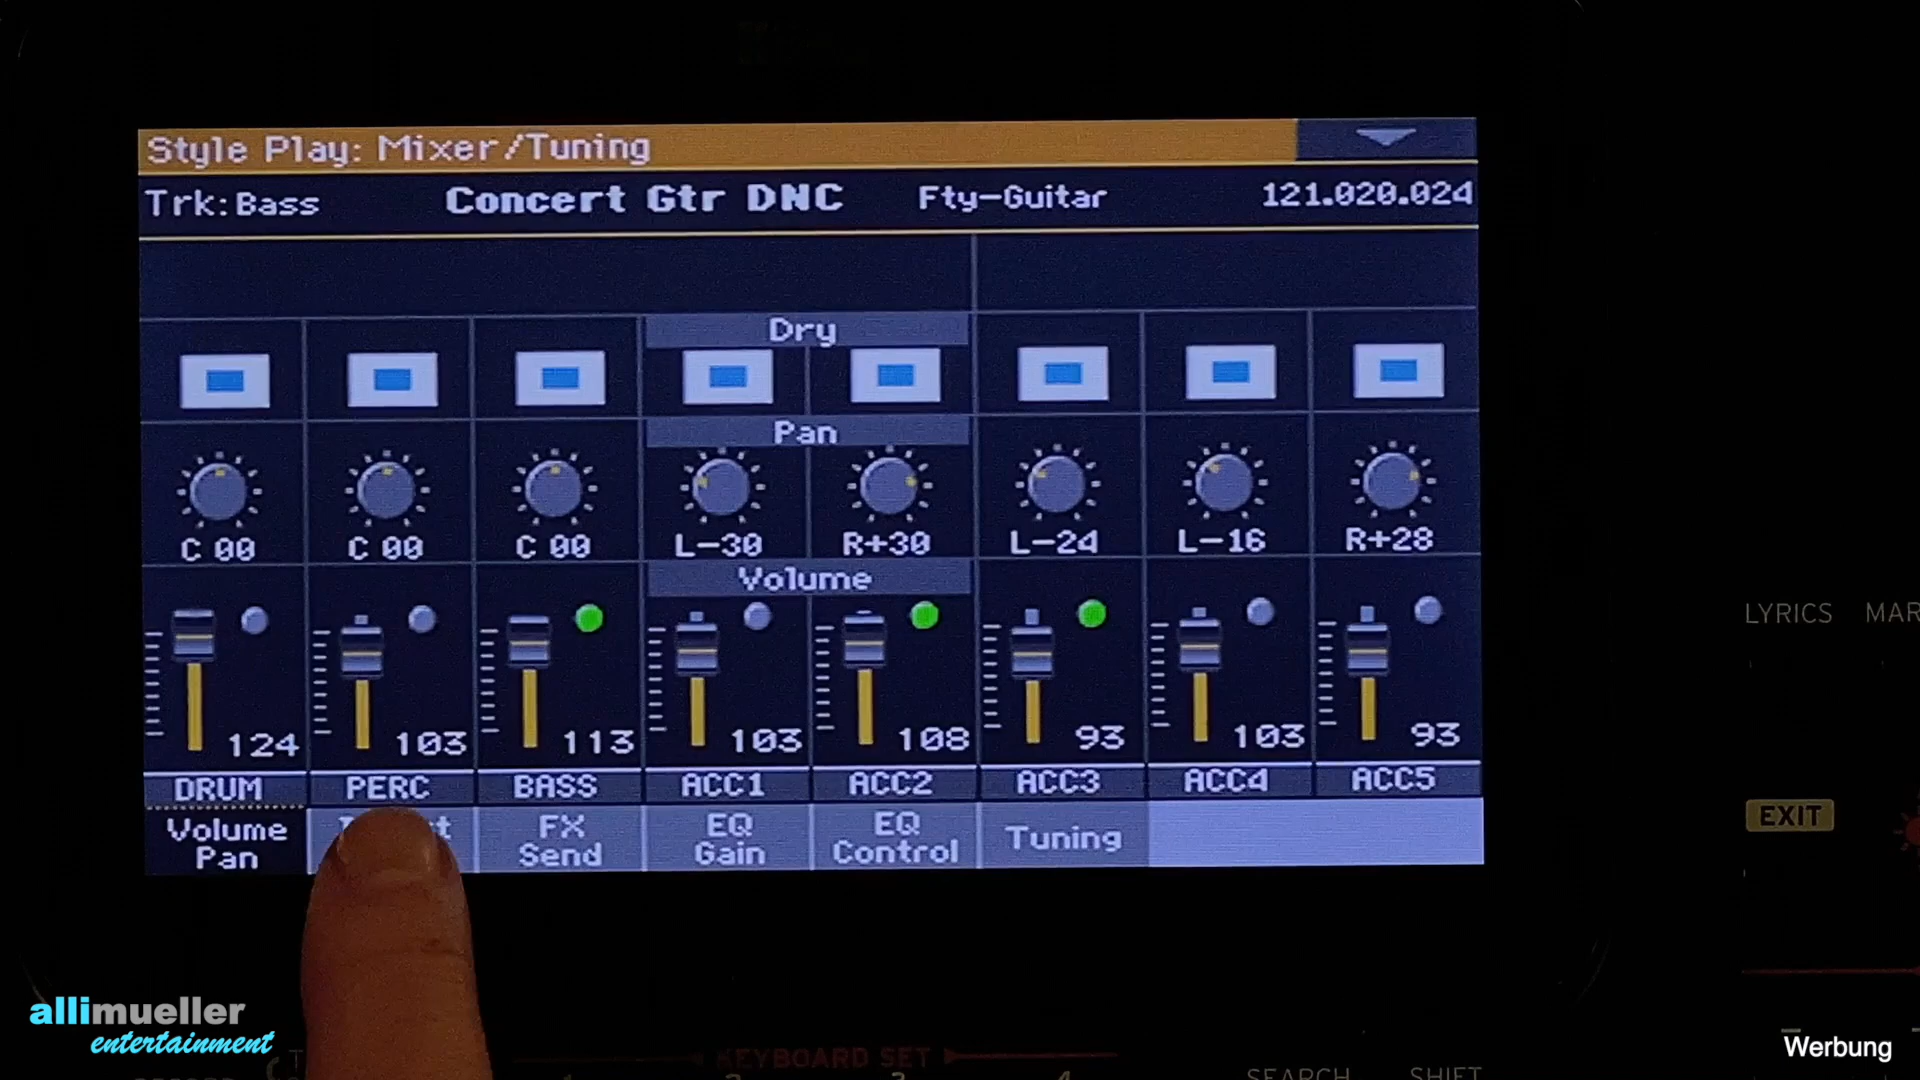 Style Play: Mixer/Tuning
Trk:Bass Concert Gtr DNC Fty-Guitar 121.020.024
Dry
Pan
C 00 C 00 C 00 L-30 R+30 L-24 L-16 R+28
Volume
124 103 113 103 108 93 103 93
DRUM PERC BASS ACC1 ACC2 ACC3 ACC4 ACC5
Volume Pan
FX Send
EQ Gain
EQ Control
Tuning
LYRICS
EXIT
allimueller
entertainment
KEYBOARD SET
SEARCH SHIFT
Werbung